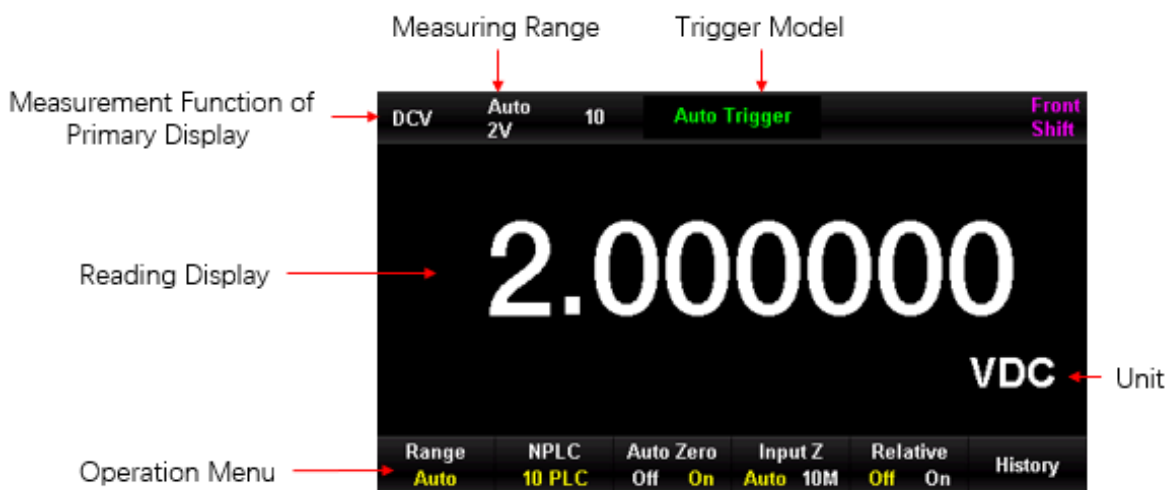 Measuring Range Trigger Model
Measurement Function of
Primary Display
DCV Auto 10 Auto Trigger Front
2V Shift
Reading Display
2.000000
VDC
Unit
Operation Menu
Range NPLC Auto Zero Input Z Relative History
Auto 10 PLC Off On Auto 10M Off On